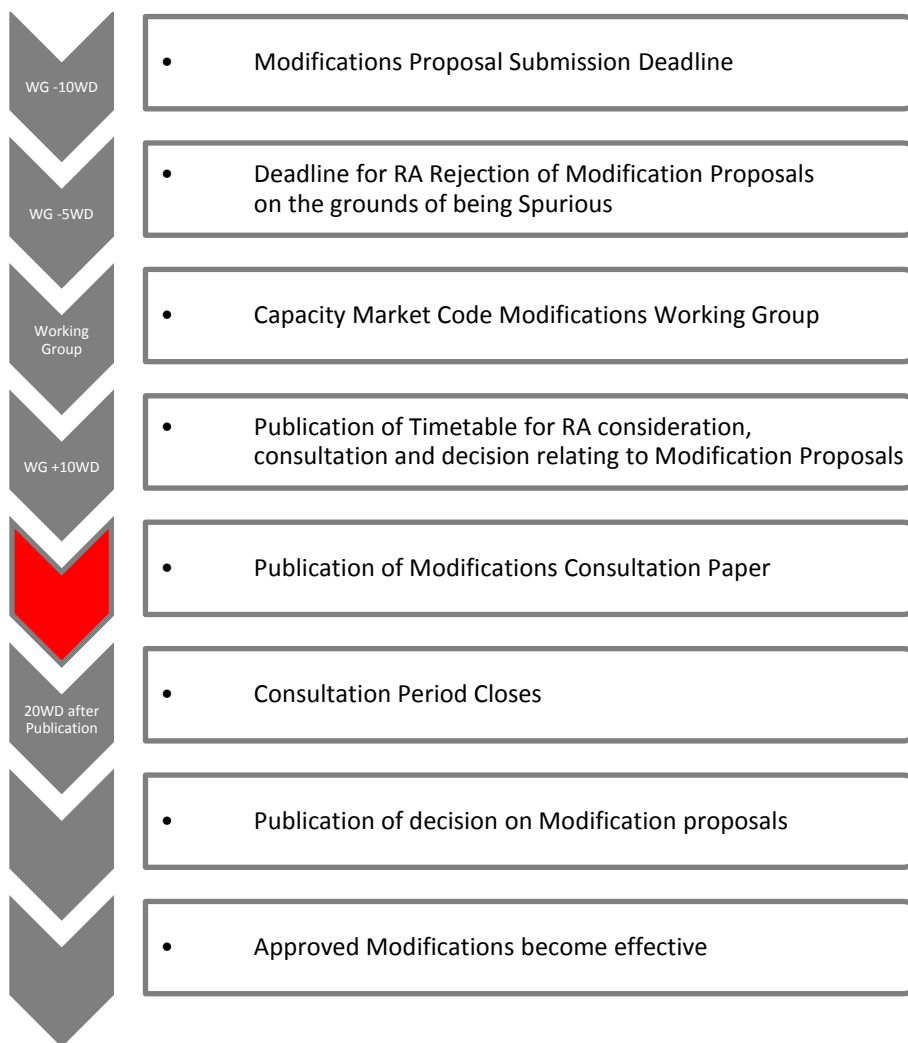 WG -10WD
• Modifications Proposal Submission Deadline
WG -5WD
• Deadline for RA Rejection of Modification Proposals
on the grounds of being Spurious
Working
Group
• Capacity Market Code Modifications Working Group
WG +10WD
• Publication of Timetable for RA consideration,
consultation and decision relating to Modification Proposals
• Publication of Modifications Consultation Paper
20WD after
Publication
• Consultation Period Closes
• Publication of decision on Modification proposals
• Approved Modifications become effective